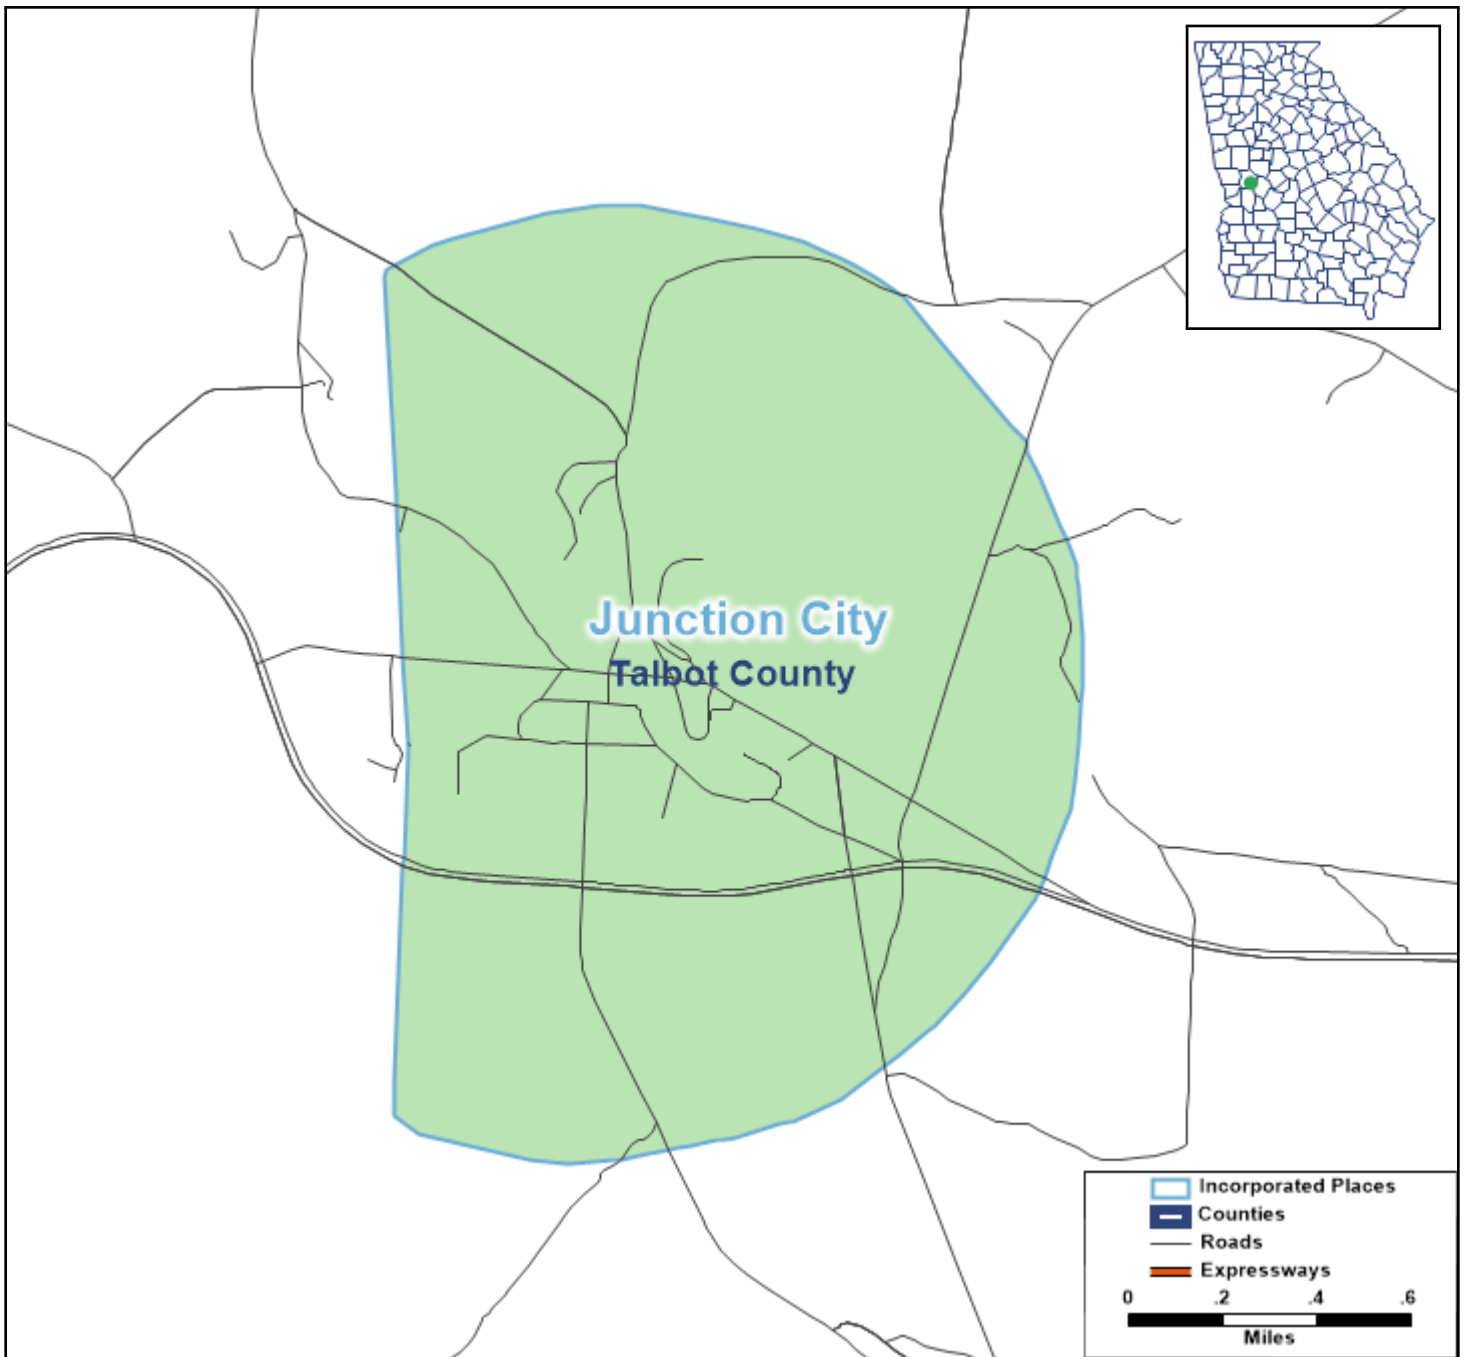 Junction City
Talbot County
Incorporated Places
Counties
Roads
Expressways
0 .2 .4 .6
Miles